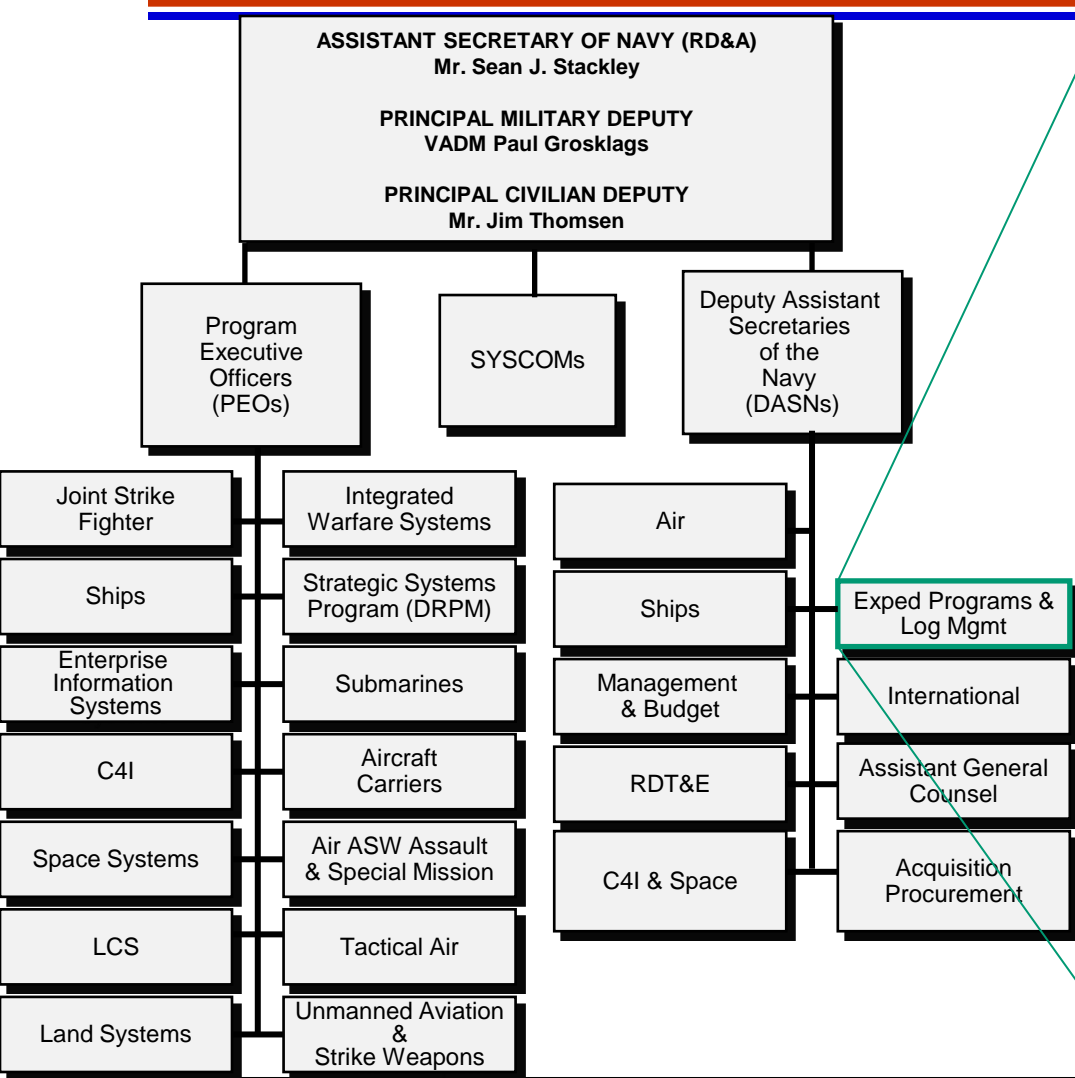 ASSISTANT SECRETARY OF NAVY (RD&A)
Mr. Sean J. Stackley
PRINCIPAL MILITARY DEPUTY
VADM Paul Grosklags
PRINCIPAL CIVILIAN DEPUTY
Mr. Jim Thomsen
Program
Executive
Officers
(PEOs)
SYSCOMs
Deputy Assistant
Secretaries
of the
Navy
(DASNs)
Joint Strike
Fighter
Integrated
Warfare Systems
Ships
Strategic Systems
Program (DRPM)
Enterprise
Information
Systems
Submarines
C4I
Aircraft
Carriers
Space Systems
Air ASW Assault
& Special Mission
LCS
Tactical Air
Land Systems
Unmanned Aviation
&
Strike Weapons
Air
Ships
Exped Programs &
Log Mgmt
Management
& Budget
International
RDT&E
Assistant General
Counsel
C4I & Space
Acquisition
Procurement